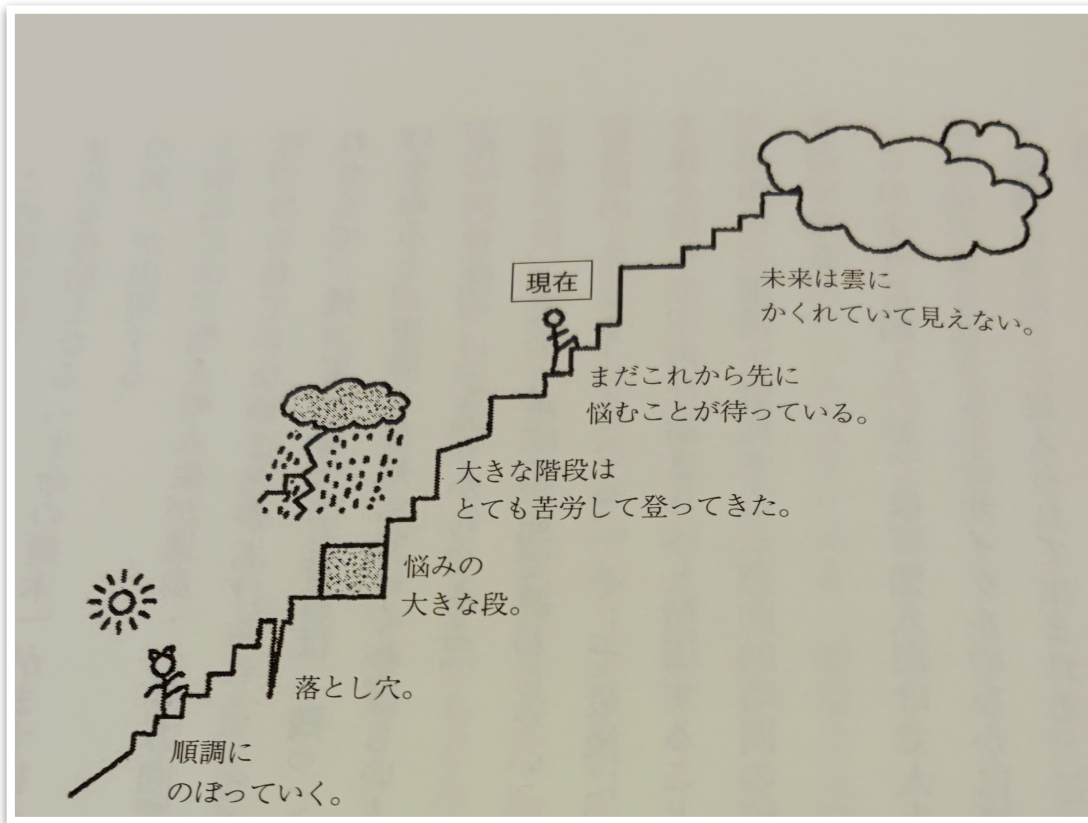 現在
未来は雲に
かくれていて見えない。
まだこれから先に
悩むことが待っている。
大きな階段は
とても苦労して登ってきた。
悩みの
大きな段。
落とし穴。
順調に
のぼっていく。